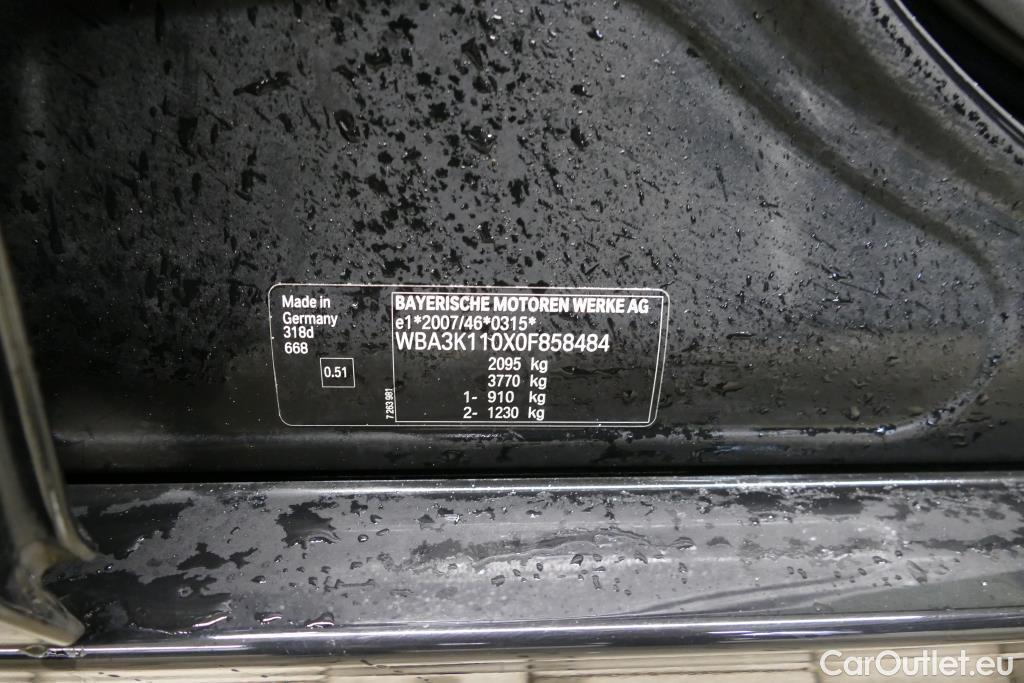 Made in
Germany
318d
668
0.51
7 263 981
BAYERISCHE MOTOREN WERKE AG
e1*2007/46*0315*
WBA3K110X0F858484
2095 kg
3770 kg
1- 910 kg
2- 1230 kg
CarOutlet.eu